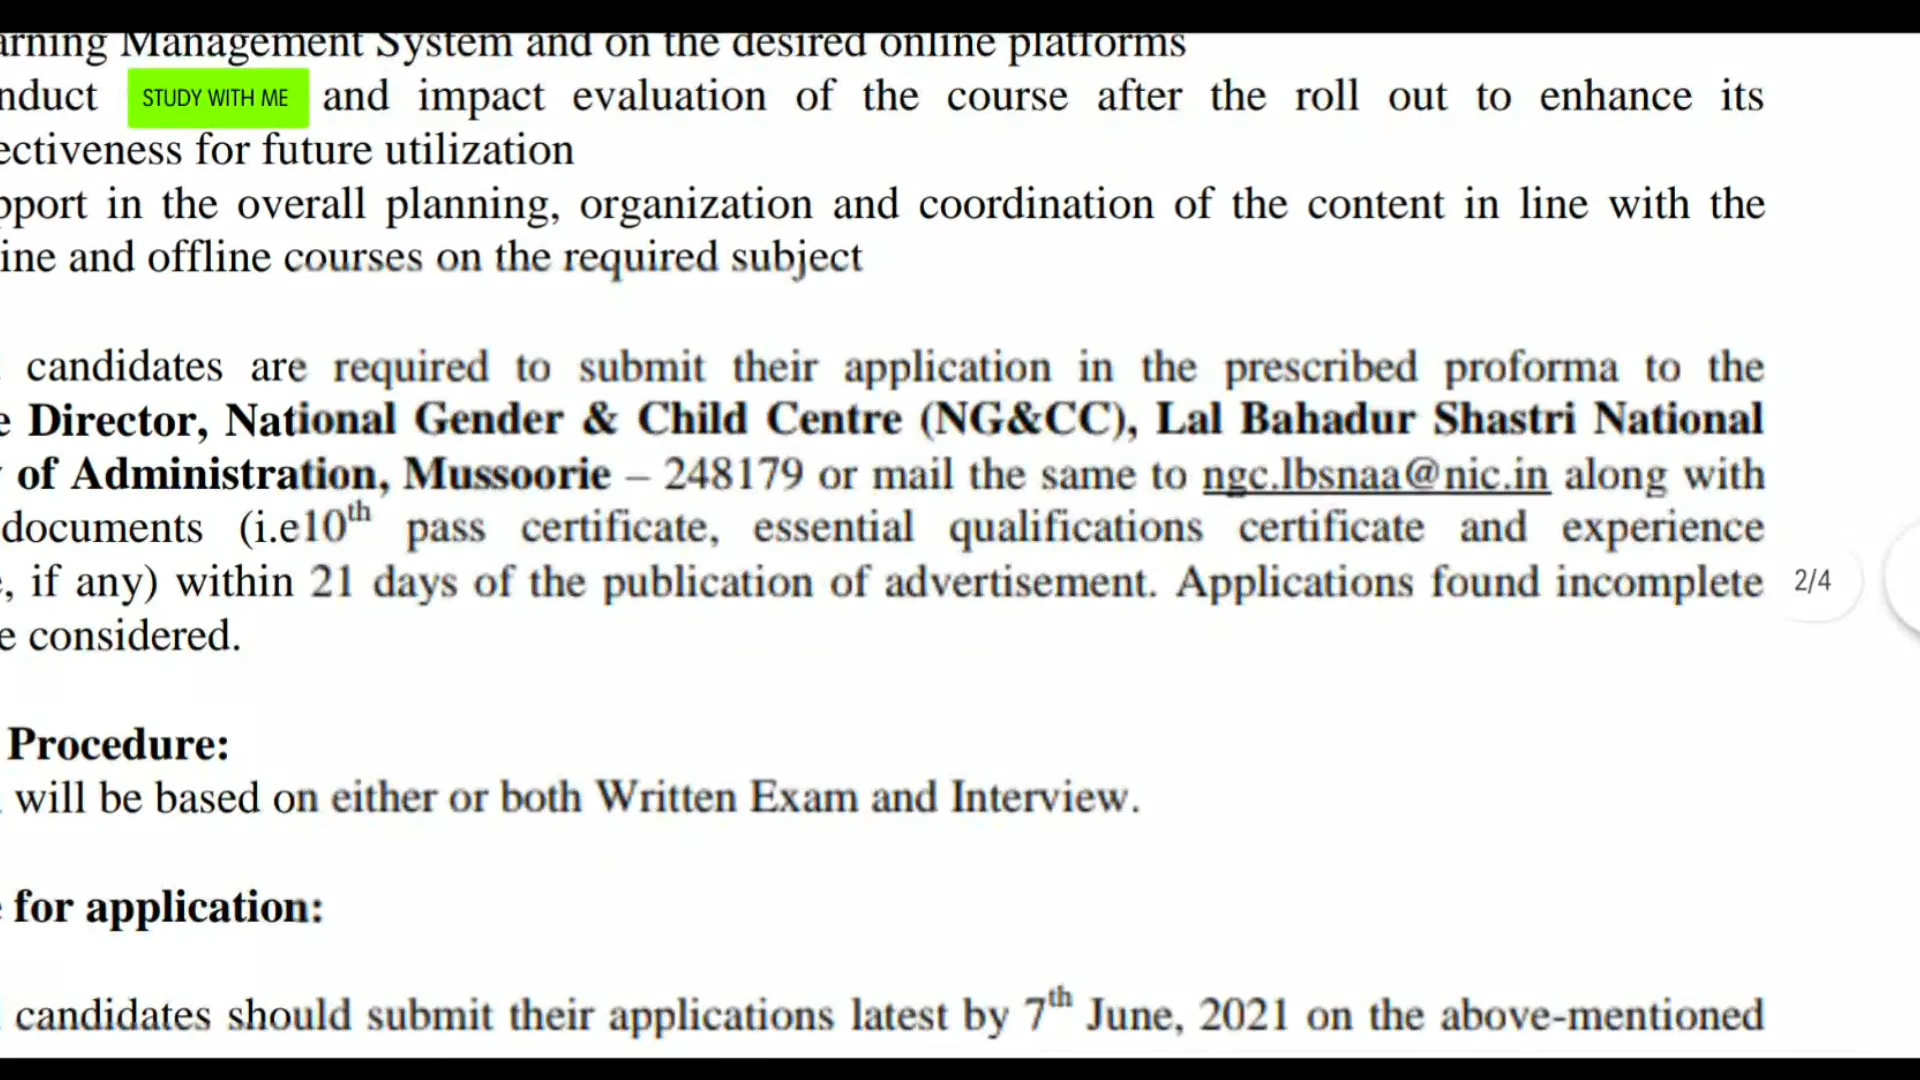 arning Management System and on the desired online platforms
nduct STUDY WITH ME and impact evaluation of the course after the roll out to enhance its
ectiveness for future utilization
pport in the overall planning, organization and coordination of the content in line with the
ine and offline courses on the required subject
candidates are required to submit their application in the prescribed proforma to the
e Director, National Gender & Child Centre (NG&CC), Lal Bahadur Shastri National
of Administration, Mussoorie – 248179 or mail the same to ngc.lbsnaa@nic.in along with
documents (i.e10th pass certificate, essential qualifications certificate and experience
, if any) within 21 days of the publication of advertisement. Applications found incomplete
2/4
e considered.
Procedure:
will be based on either or both Written Exam and Interview.
for application:
candidates should submit their applications latest by 7th June, 2021 on the above-mentioned